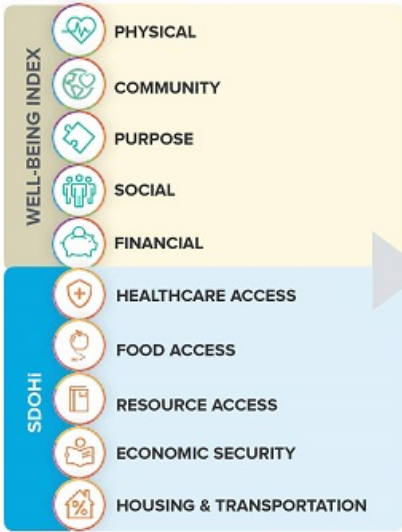 WELL-BEING INDEX
PHYSICAL
COMMUNITY
PURPOSE
SOCIAL
FINANCIAL
SDOHi
HEALTHCARE ACCESS
FOOD ACCESS
RESOURCE ACCESS
ECONOMIC SECURITY
%
HOUSING & TRANSPORTATION